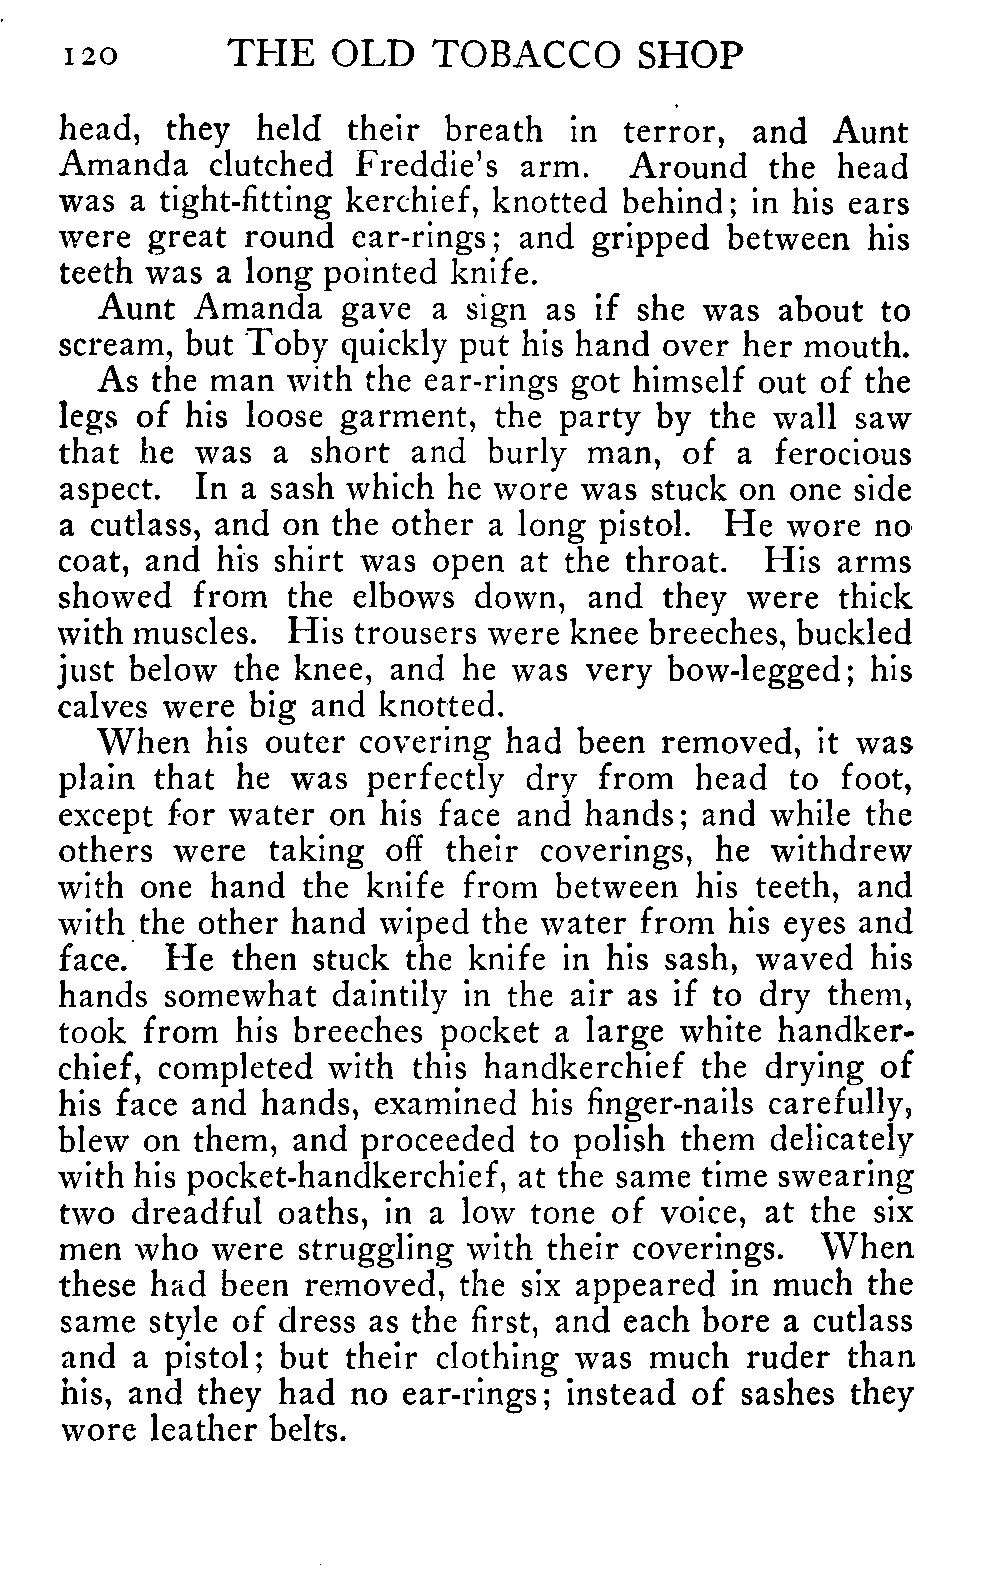 120 THE OLD TOBACCO SHOP
head, they held their breath in terror, and Aunt
Amanda clutched Freddie's arm. Around the head
was a tight-fitting kerchief, knotted behind; in his ears
were great round ear-rings; and gripped between his
teeth was a long pointed knife.
Aunt Amanda gave a sign as if she was about to
scream, but Toby quickly put his hand over her mouth.
As the man with the ear-rings got himself out of the
legs of his loose garment, the party by the wall saw
that he was a short and burly man, of a ferocious
aspect. In a sash which he wore was stuck on one side
a cutlass, and on the other a long pistol. He wore no
coat, and his shirt was open at the throat. His arms
showed from the elbows down, and they were thick
with muscles. His trousers were knee breeches, buckled
just below the knee, and he was very bow-legged; his
calves were big and knotted.
When his outer covering had been removed, it was
plain that he was perfectly dry from head to foot,
except for water on his face and hands; and while the
others were taking off their coverings, he withdrew
with one hand the knife from between his teeth, and
with the other hand wiped the water from his eyes and
face. He then stuck the knife in his sash, waved his
hands somewhat daintily in the air as if to dry them,
took from his breeches pocket a large white handker-
chief, completed with this handkerchief the drying of
his face and hands, examined his finger-nails carefully,
blew on them, and proceeded to polish them delicately
with his pocket-handkerchief, at the same time swearing
two dreadful oaths, in a low tone of voice, at the six
men who were struggling with their coverings. When
these had been removed, the six appeared in much the
same style of dress as the first, and each bore a cutlass
and a pistol; but their clothing was much ruder than
his, and they had no ear-rings; instead of sashes they
wore leather belts.